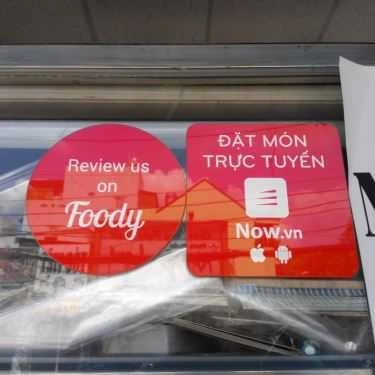 Review us
on
Foody
ĐẶT MÓN
TRỰC TUYẾN
Now.vn